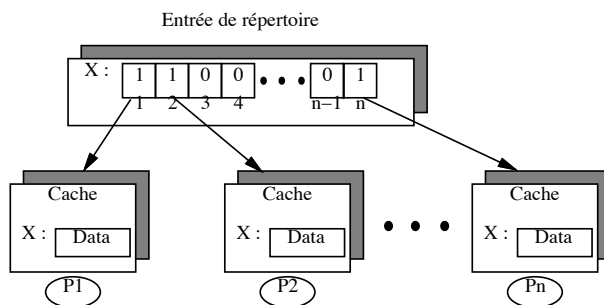 Entrée de répertoire
X : 1 1 0 0 0 1
1 2 3 4 n−1 n
Cache Cache Cache
X : Data X : Data X : Data
P1 P2 Pn